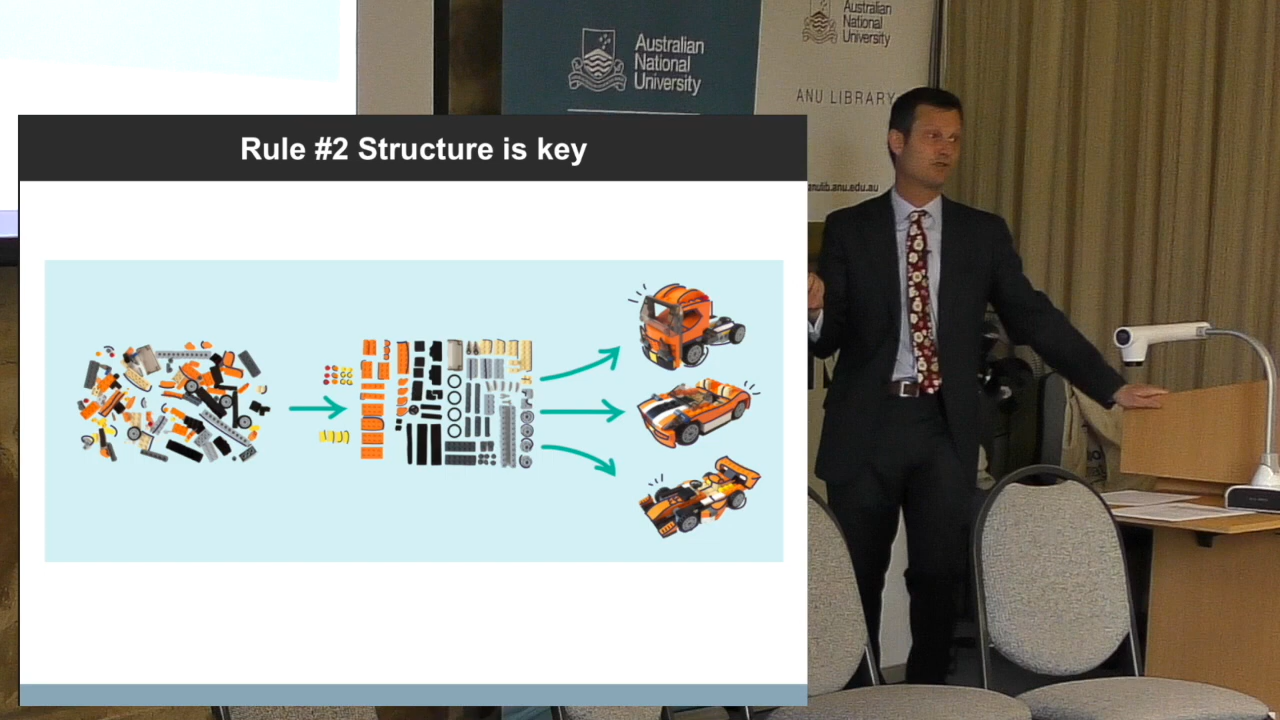 Australian
National
University
Australian
National
University
ANU LIBRARY
anulib.anu.edu.au
Rule #2 Structure is key